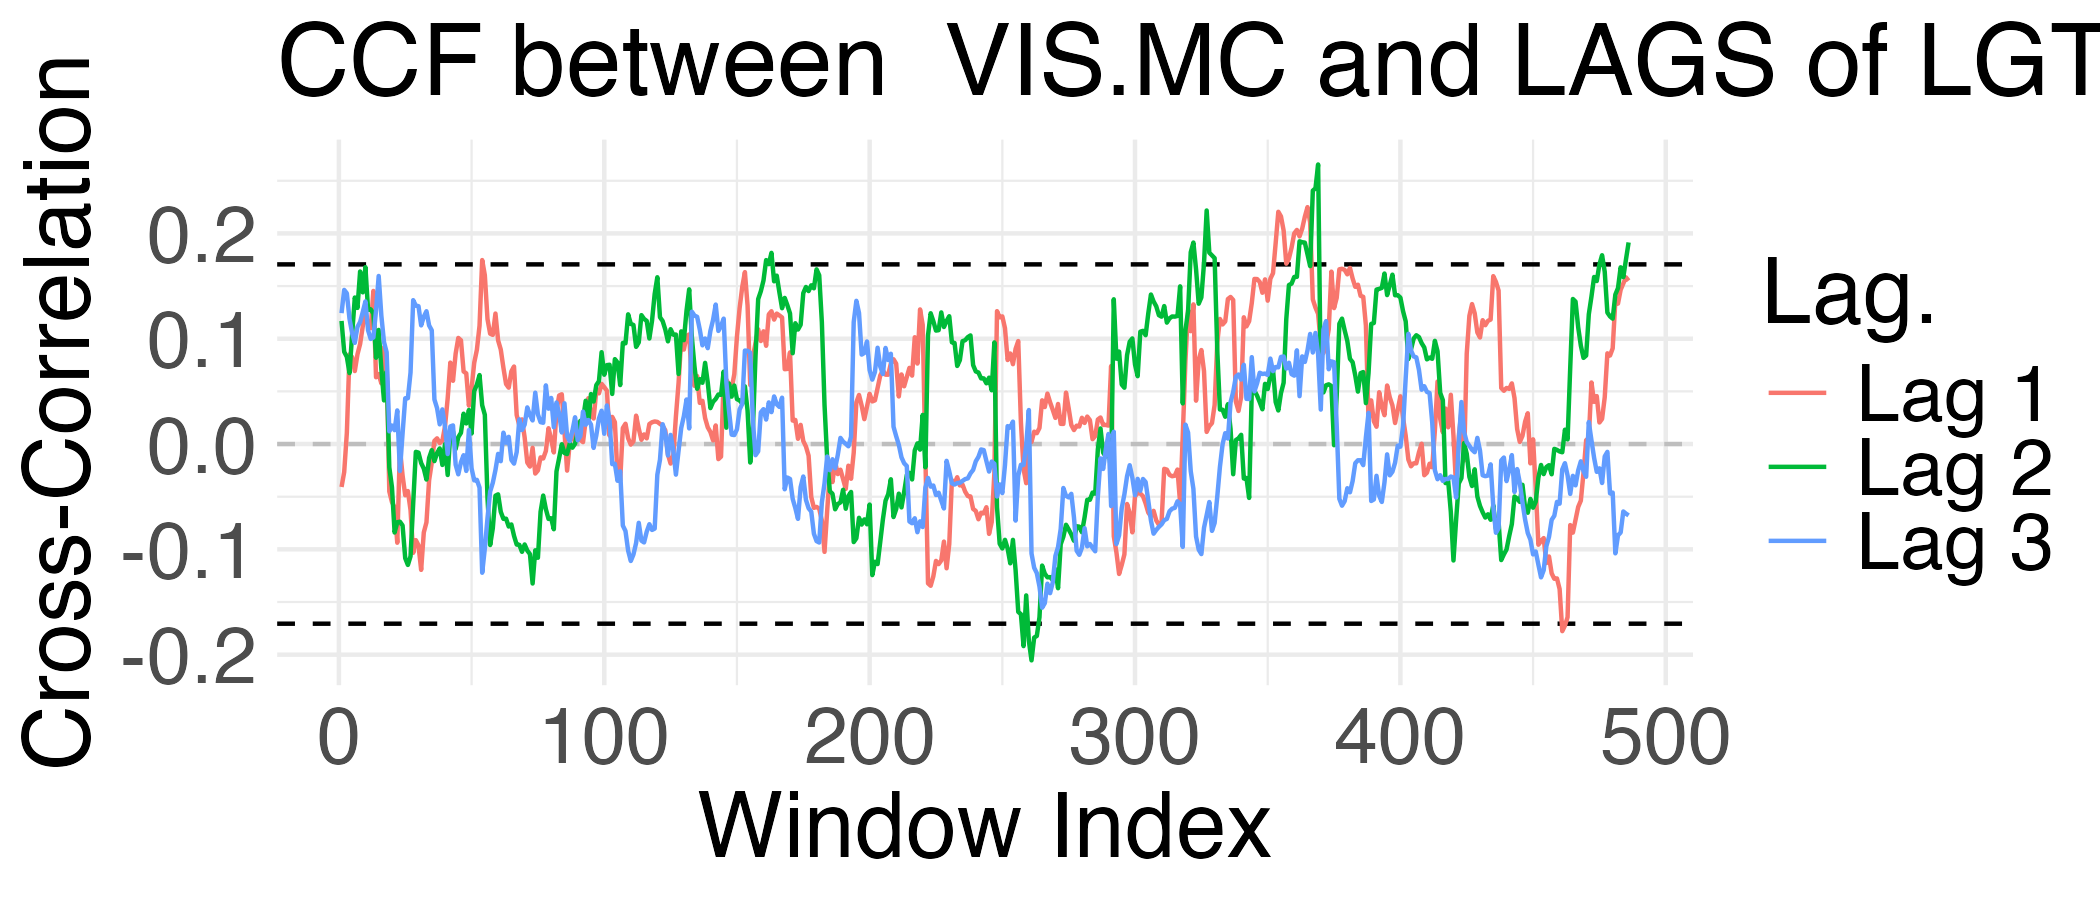 CCF between  VIS.MC and LAGS of LGT
Cross-Correlation
0.2
0.1
0.0
-0.1
-0.2
0 100 200 300 400 500
Window Index
Lag.
Lag 1
Lag 2
Lag 3